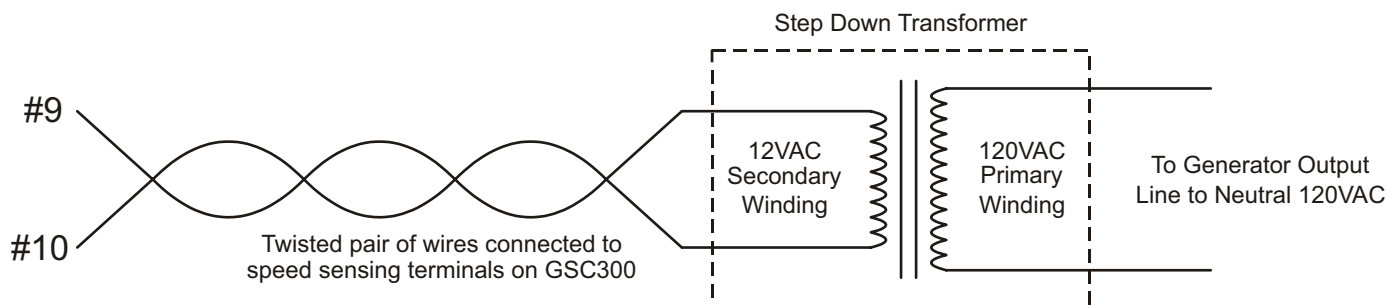 Step Down Transformer
#9
#10
Twisted pair of wires connected to
speed sensing terminals on GSC300
12VAC
Secondary
Winding
120VAC
Primary
Winding
To Generator Output
Line to Neutral 120VAC